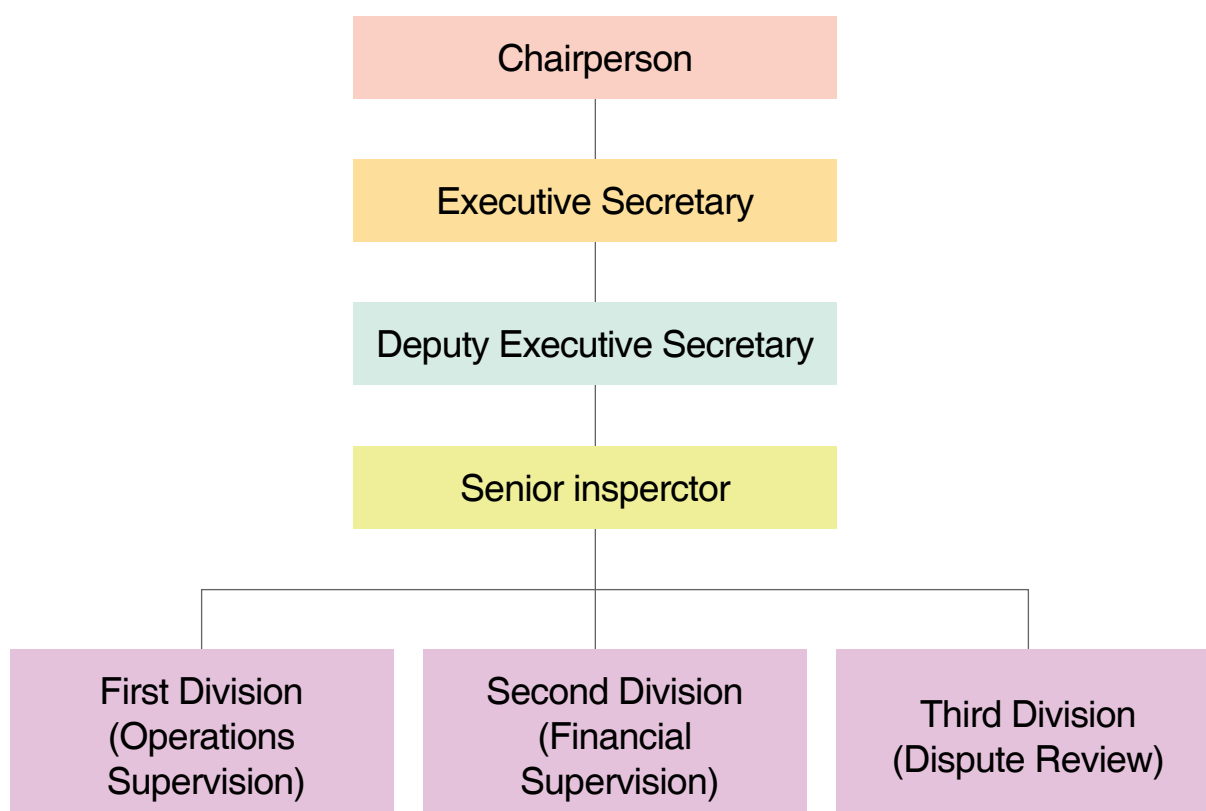 Chairperson
Executive Secretary
Deputy Executive Secretary
Senior insperctor
First Division
(Operations
Supervision)
Second Division
(Financial
Supervision)
Third Division
(Dispute Review)